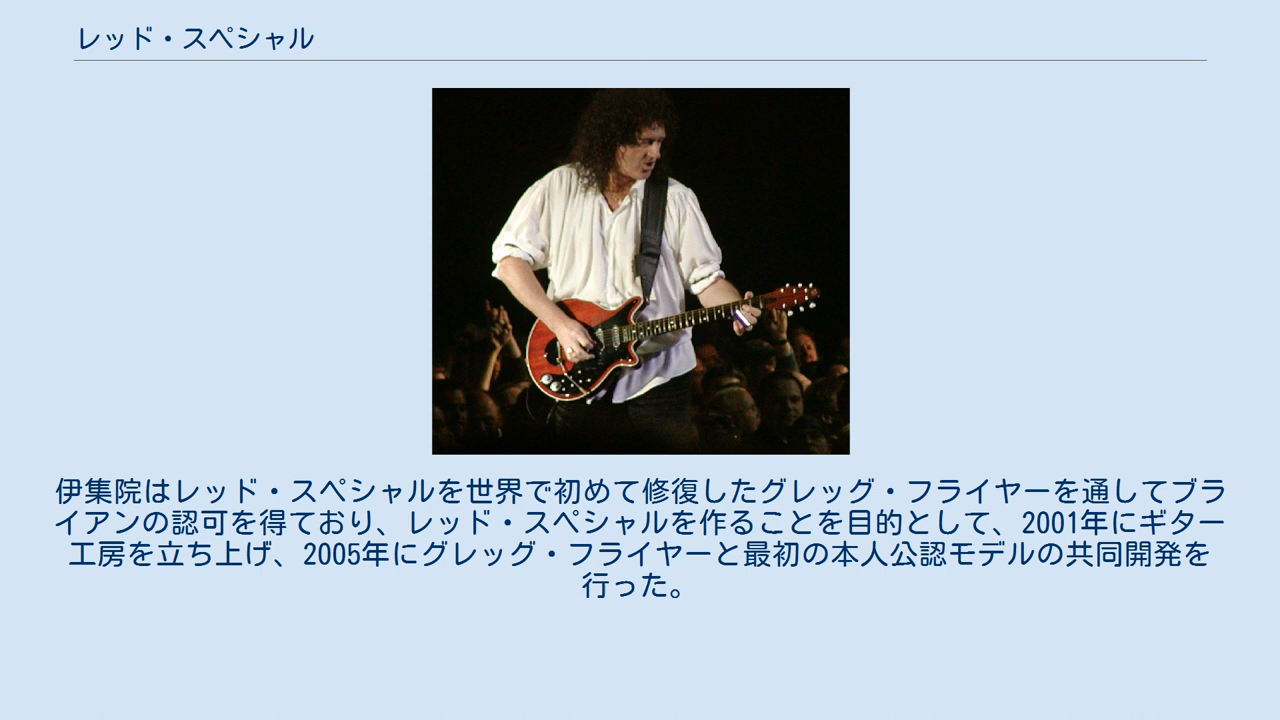 レッド・スペシャル
伊集院はレッド・スペシャルを世界で初めて修復したグレッグ・フライヤーを通してブラ
イアンの認可を得ており、レッド・スペシャルを作ることを目的として、2001年にギター
工房を立ち上げ、2005年にグレッグ・フライヤーと最初の本人公認モデルの共同開発を
行った。